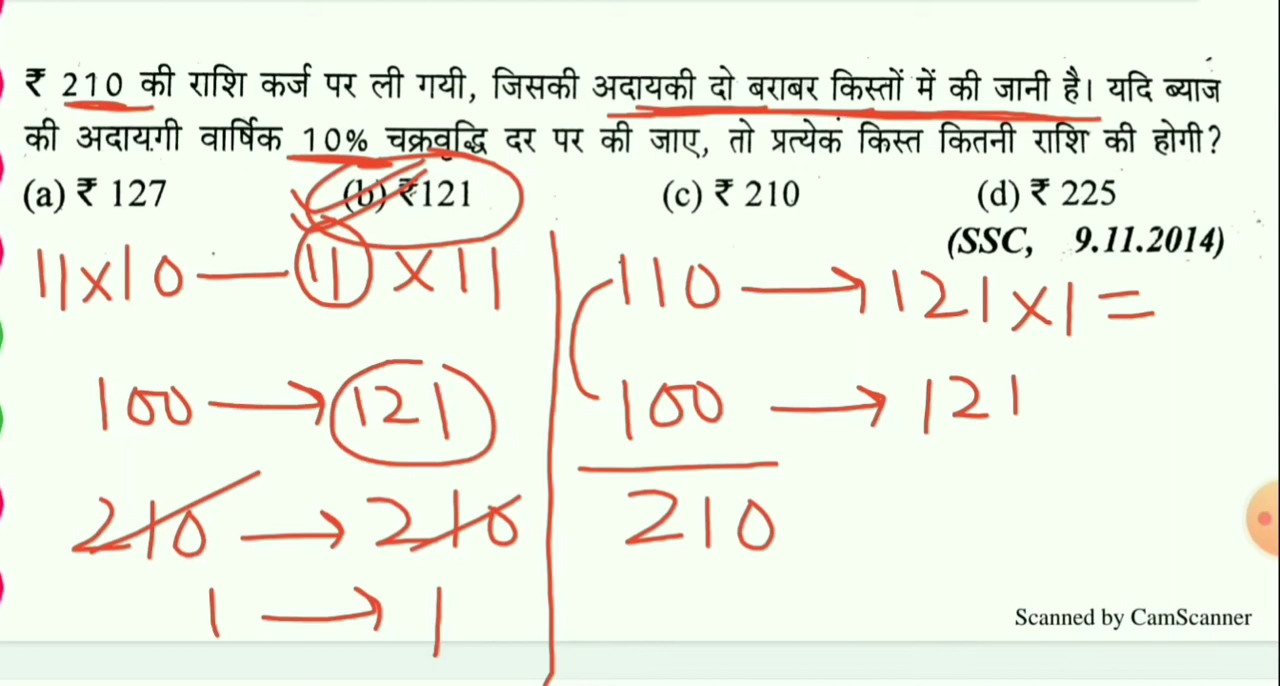 ₹ 210 की राशि कर्ज पर ली गयी, जिसकी अदायकी दो बराबर किस्तों में की जानी है। यदि ब्याज
की अदायगी वार्षिक 10% चक्रवृद्धि दर पर की जाए, तो प्रत्येक किस्त कितनी राशि की होगी?
(a) ₹ 127 (b) ₹121 (c) ₹ 210 (d) ₹ 225
(SSC, 9.11.2014)
11×10 — 11 × 11
100 → 121
210 → 210
1 → 1
110 → 121×1=
100 → 121
210
Scanned by CamScanner